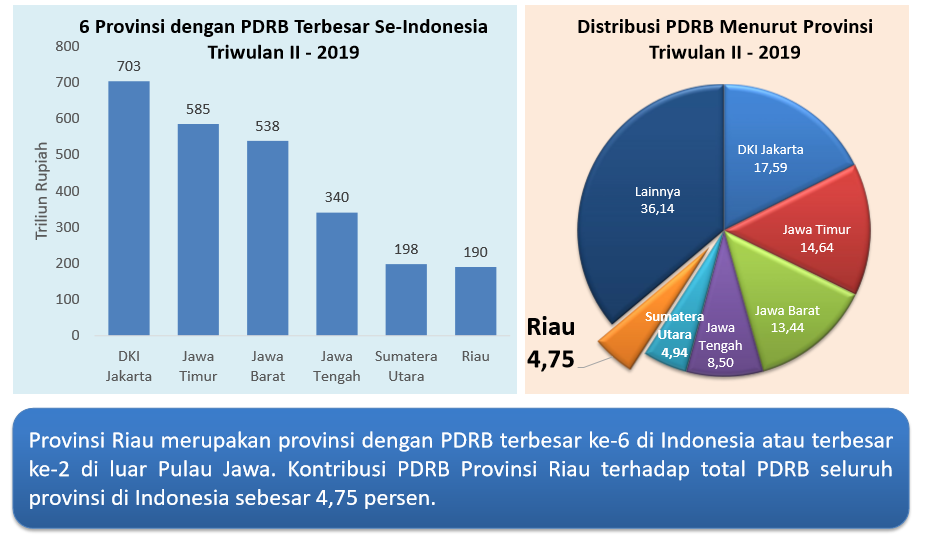 6 Provinsi dengan PDRB Terbesar Se-Indonesia
Triwulan II - 2019
Triliun Rupiah
800
700
600
500
400
300
200
100
0
703
585
538
340
198
190
DKI
Jakarta
Jawa
Timur
Jawa
Barat
Jawa
Tengah
Sumatera
Utara
Riau
Distribusi PDRB Menurut Provinsi
Triwulan II - 2019
DKI Jakarta
17,59
Jawa Timur
14,64
Jawa Barat
13,44
Jawa
Tengah
8,50
Sumatera
Utara
4,94
Riau
4,75
Lainnya
36,14
Provinsi Riau merupakan provinsi dengan PDRB terbesar ke-6 di Indonesia atau terbesar
ke-2 di luar Pulau Jawa. Kontribusi PDRB Provinsi Riau terhadap total PDRB seluruh
provinsi di Indonesia sebesar 4,75 persen.